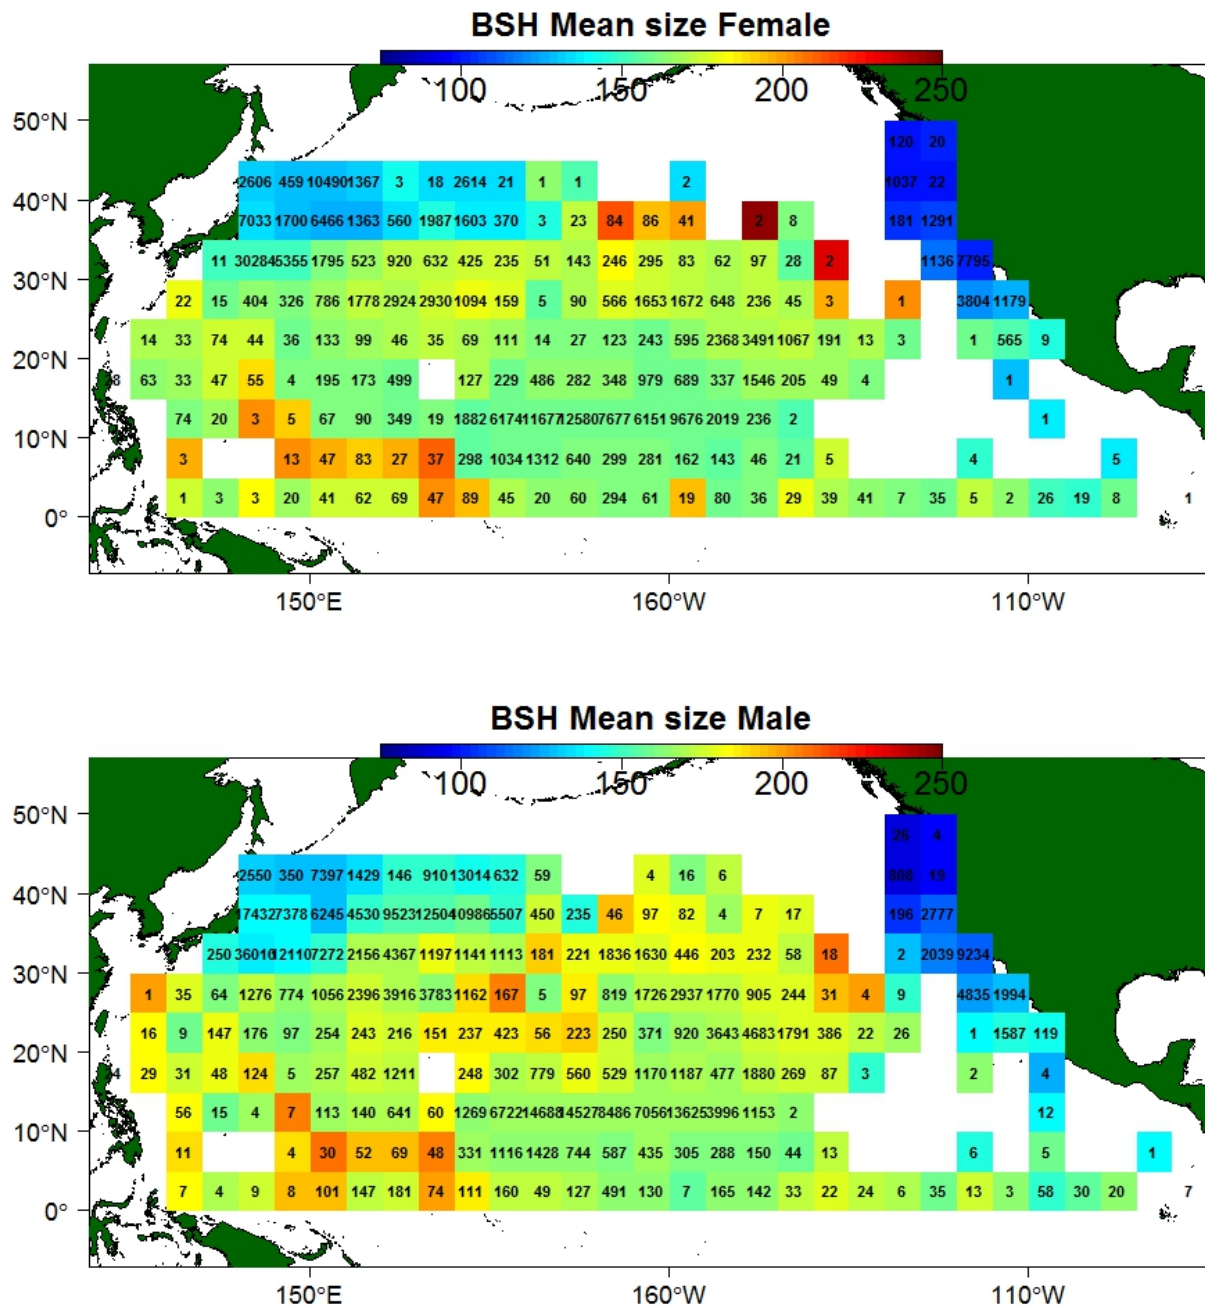 BSH Mean size Female
100 150 200 250
50°N 120 20
2606 459 10490 1367 3 18 2614 21 1 1 2 1037 22
40°N
7033 1700 6466 1363 560 1987 1603 370 3 23 84 86 41 2 8 181 1291
11 30284 5355 1795 523 920 632 425 235 51 143 246 295 83 62 97 28 2 1136 7795
30°N
22 15 404 326 786 1778 2924 2930 1094 159 5 90 566 1653 1672 648 236 45 3 1 3804 1179
14 33 74 44 36 133 99 46 35 69 111 14 27 123 243 595 2368 3491 1067 191 13 3 1 565 9
20°N
63 33 47 55 4 195 173 499 127 229 486 282 348 979 689 337 1546 205 49 4 1
74 20 3 5 67 90 349 19 1882 6174 11677 12580 7677 6151 9676 2019 236 2 1
10°N
3 13 47 83 27 37 298 1034 1312 640 299 281 162 143 46 21 5 4 5
1 3 3 20 41 62 69 47 89 45 20 60 294 61 19 80 36 29 39 41 7 35 5 2 26 19 8 1
0°
150°E 160°W 110°W
BSH Mean size Male
100 150 200 250
50°N
26 4
2550 350 7397 1429 146 910 13014 632 59 4 16 6 808 19
40°N
17432 7378 6245 4530 9523 12504 10986 5507 450 235 46 97 82 4 7 17 196 2777
250 36010 12110 7272 2156 4367 1197 1141 1113 181 221 1836 1630 446 203 232 58 18 2 2039 9234
30°N
1 35 64 1276 774 1056 2396 3916 3783 1162 167 5 97 819 1726 2937 1770 905 244 31 4 9 4835 1994
16 9 147 176 97 254 243 216 151 237 423 56 223 250 371 920 3643 4683 1791 386 22 26 1 1587 119
20°N
29 31 48 124 5 257 482 1211 248 302 779 560 529 1170 1187 477 1880 269 87 3 2 4
56 15 4 7 113 140 641 60 1269 6722 14688 14527 8486 7056 13625 3996 1153 2 12
10°N
11 4 30 52 69 48 331 1116 1428 744 587 435 305 288 150 44 13 6 5 1
7 4 9 8 101 147 181 74 111 160 49 127 491 130 7 165 142 33 22 24 6 35 13 3 58 30 20 7
0°
150°E 160°W 110°W